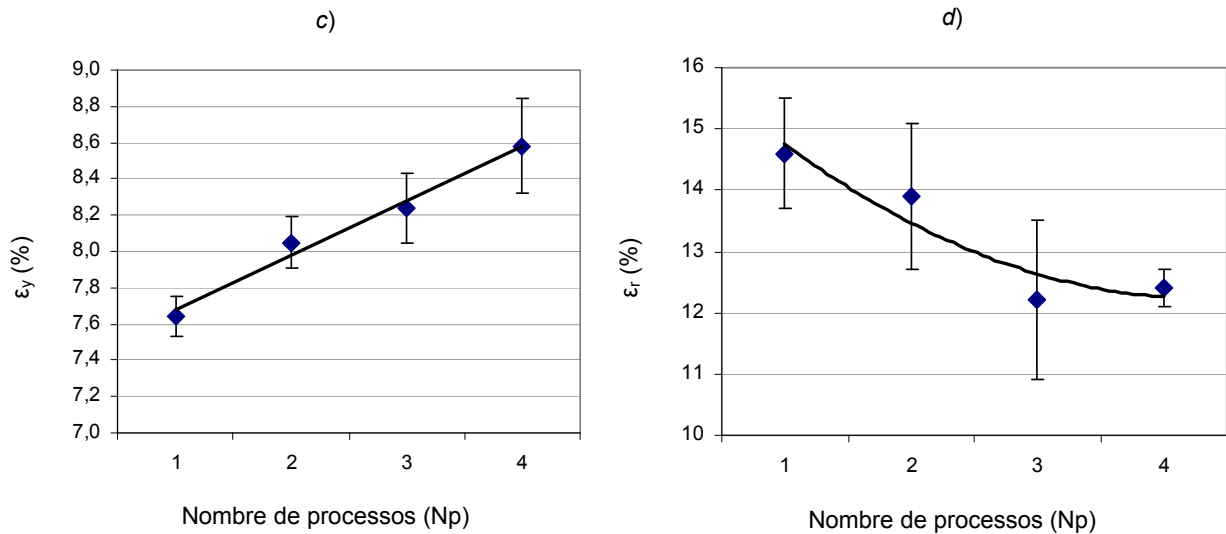 c)
9,0
8,8
8,6
8,4
8,2
8,0
7,8
7,6
7,4
7,2
7,0
εy (%)
1 2 3 4
Nombre de processos (Np)
d)
16
15
14
13
12
11
10
εr (%)
1 2 3 4
Nombre de processos (Np)